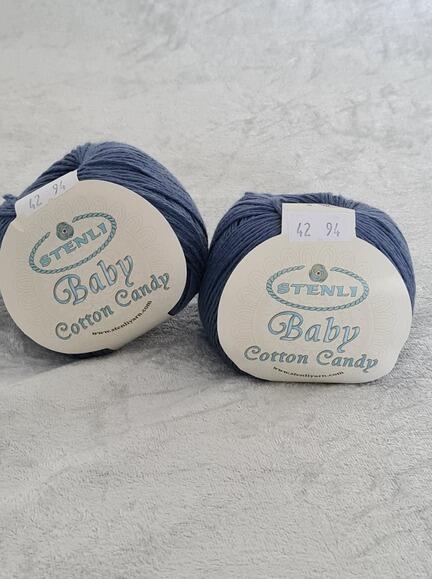 42 94
STENLI
Baby
Cotton Candy
www.stenliyarn.com
42 94
STENLI
Baby
Cotton Candy
www.stenliyarn.com